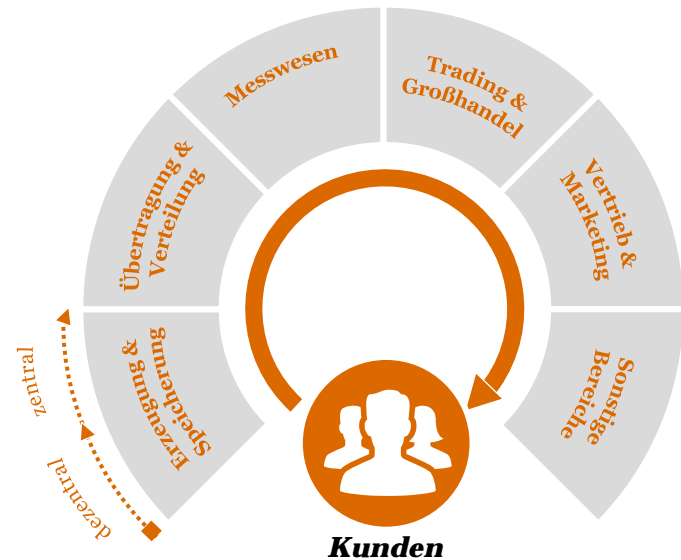 Messwesen
Trading &
Großhandel
Übertragung &
Verteilung
Vertrieb &
Marketing
Erzeugung &
Speicherung
Sonstige
Bereiche
zentral
dezentral
Kunden